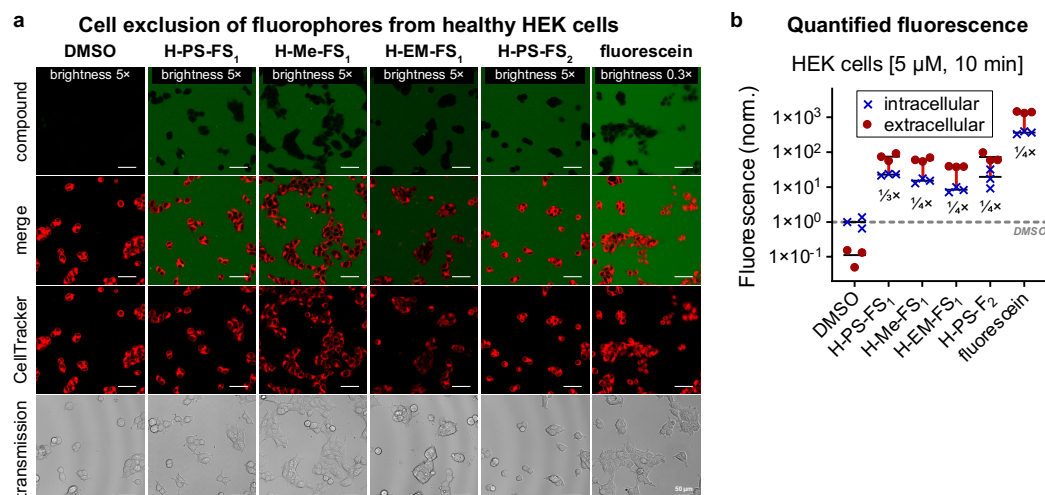 a
Cell exclusion of fluorophores from healthy HEK cells
DMSO H-PS-FS₁ H-Me-FS₁ H-EM-FS₁ H-PS-FS₂ fluorescein
brightness 5× brightness 5× brightness 5× brightness 5× brightness 5× brightness 0.3×
compound
merge
CellTracker
transmission
50 µm
b
Quantified fluorescence
HEK cells [5 µM, 10 min]
Fluorescence (norm.)
1×10³
1×10²
1×10¹
1×10⁰
1×10⁻¹
intracellular
extracellular
⅓×
¼×
¼×
¼×
¼×
DMSO
DMSO
H-PS-FS₁
H-Me-FS₁
H-EM-FS₁
H-PS-F₂
fluorescein